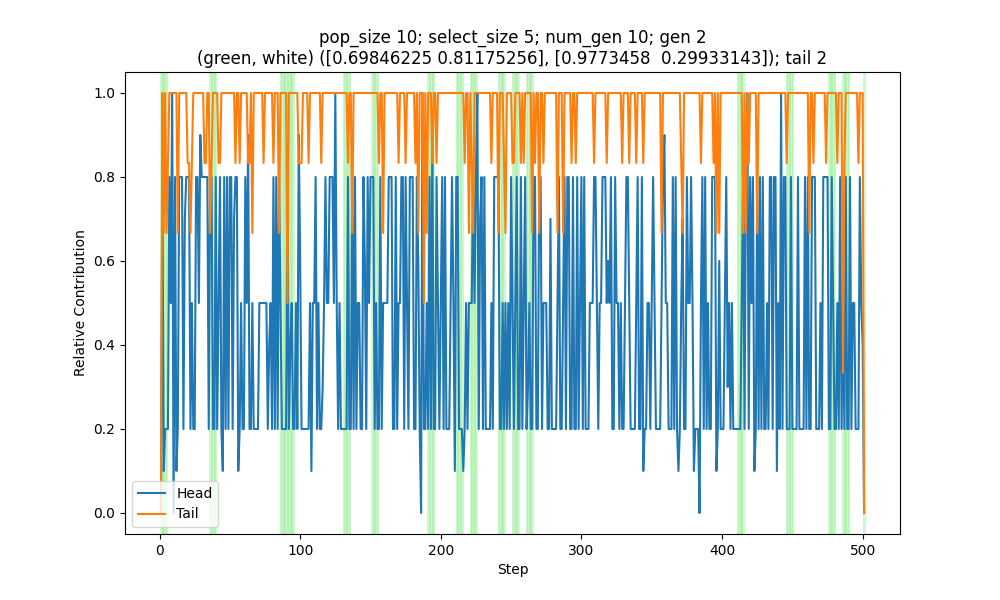 pop_size 10; select_size 5; num_gen 10; gen 2
(green, white) ([0.69846225 0.81175256], [0.9773458  0.29933143]); tail 2
1.0
0.8
0.6
0.4
0.2
0.0
Relative Contribution
Head
Tail
0
100
200
300
400
500
Step